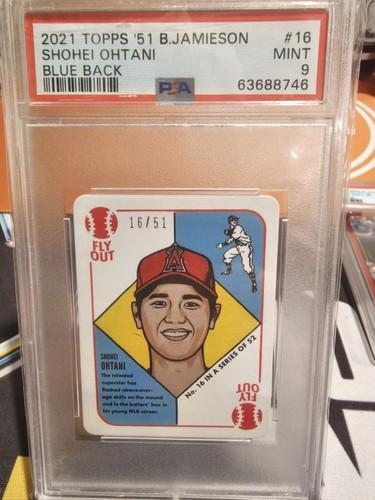 2021 TOPPS '51 B.JAMIESON #16
SHOHEI OHTANI MINT
BLUE BACK 9
PSA 63688746
16/51
FLY
OUT
A
SHOHEI
OHTANI
The talented
superstar has
flashed above-aver-
age skills on the mound
and in the batters' box in
his young MLB career.
No. 16 IN A SERIES OF 52
FLY
OUT